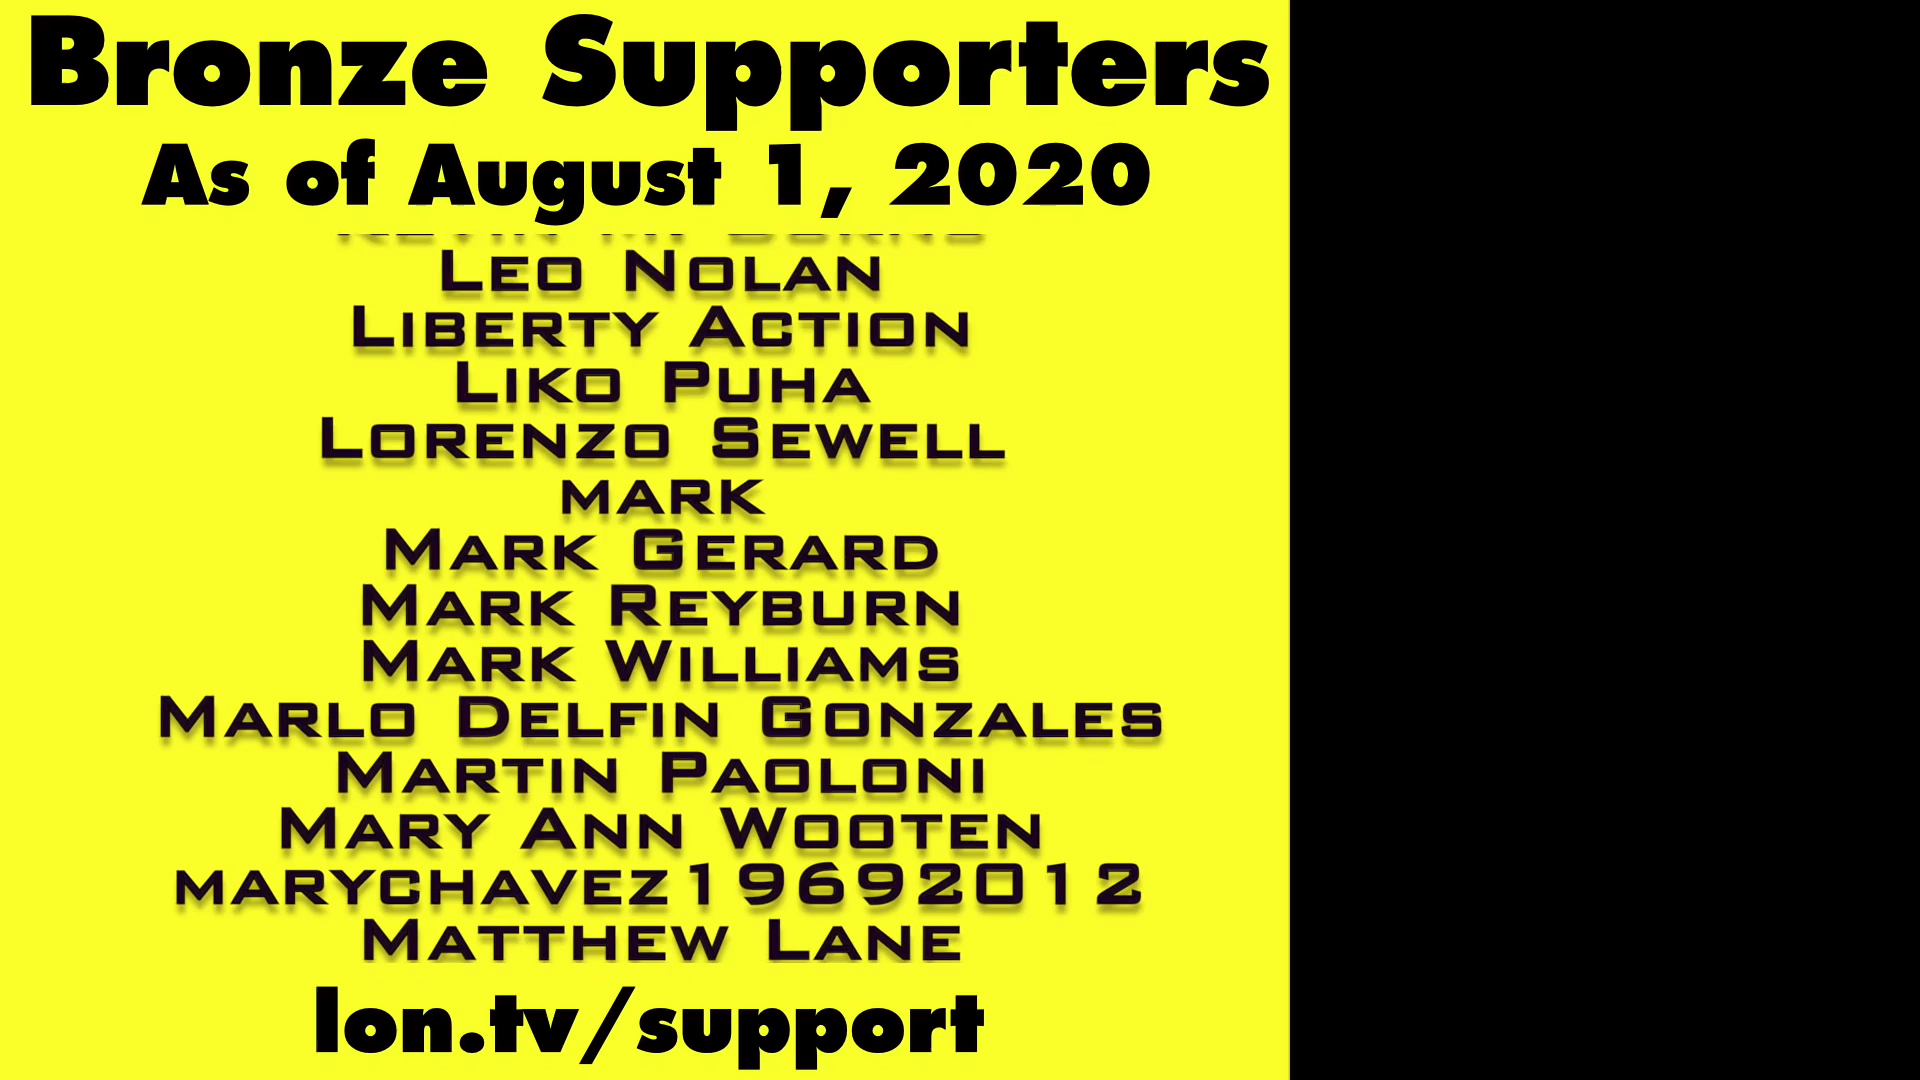 Bronze Supporters
As of August 1, 2020
Leo Nolan
Liberty Action
Liko Puha
Lorenzo Sewell
mark
Mark Gerard
Mark Reyburn
Mark Williams
Marlo Delfin Gonzales
Martin Paoloni
Mary Ann Wooten
marychavez19692012
Matthew Lane
lon.tv/support